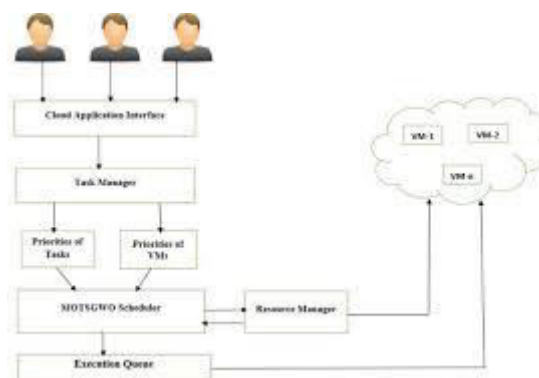 Cloud Application Interface
VM-1
VM-2
VM-n
Task Manager
Priorities of
Tasks
Priorities of
VMs
MOTSGWO Scheduler
Resource Manager
Execution Queue